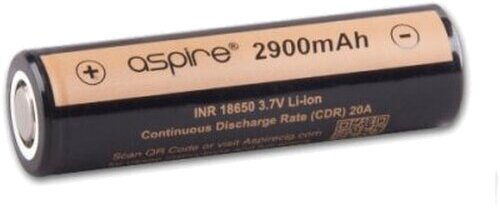 + aspire® 2900mAh -
INR 18650 3.7V Li-ion
Continuous Discharge Rate (CDR) 20A
Scan QR Code or visit Aspirecig.com